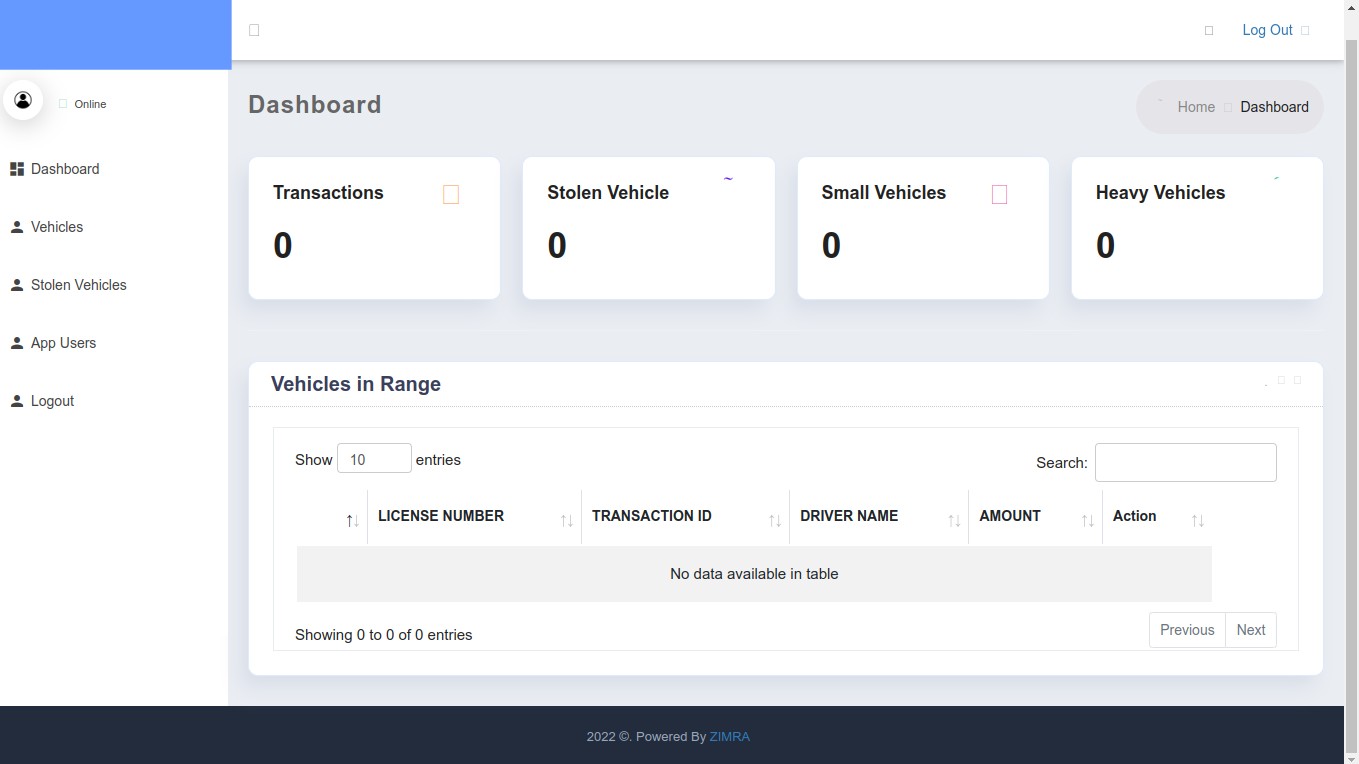 Log Out
Online
Dashboard
Home Dashboard
Dashboard
Vehicles
Stolen Vehicles
App Users
Logout
Transactions
0
Stolen Vehicle
0
Small Vehicles
0
Heavy Vehicles
0
Vehicles in Range
Show 10 entries
Search:
LICENSE NUMBER TRANSACTION ID DRIVER NAME AMOUNT Action
No data available in table
Showing 0 to 0 of 0 entries
Previous Next
2022 ©. Powered By ZIMRA